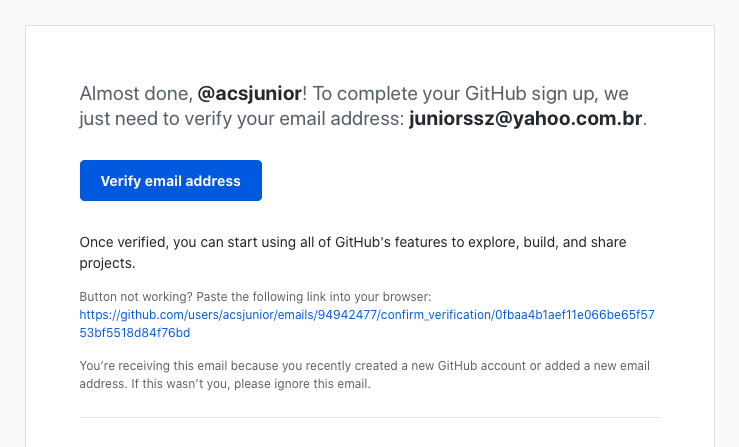 Almost done, @acsjunior! To complete your GitHub sign up, we
just need to verify your email address: juniorssz@yahoo.com.br.
Verify email address
Once verified, you can start using all of GitHub's features to explore, build, and share
projects.
Button not working? Paste the following link into your browser:
https://github.com/users/acsjunior/emails/94942477/confirm_verification/0fbaa4b1aef11e066be65f57
53bf5518d84f76bd
You’re receiving this email because you recently created a new GitHub account or added a new email
address. If this wasn’t you, please ignore this email.